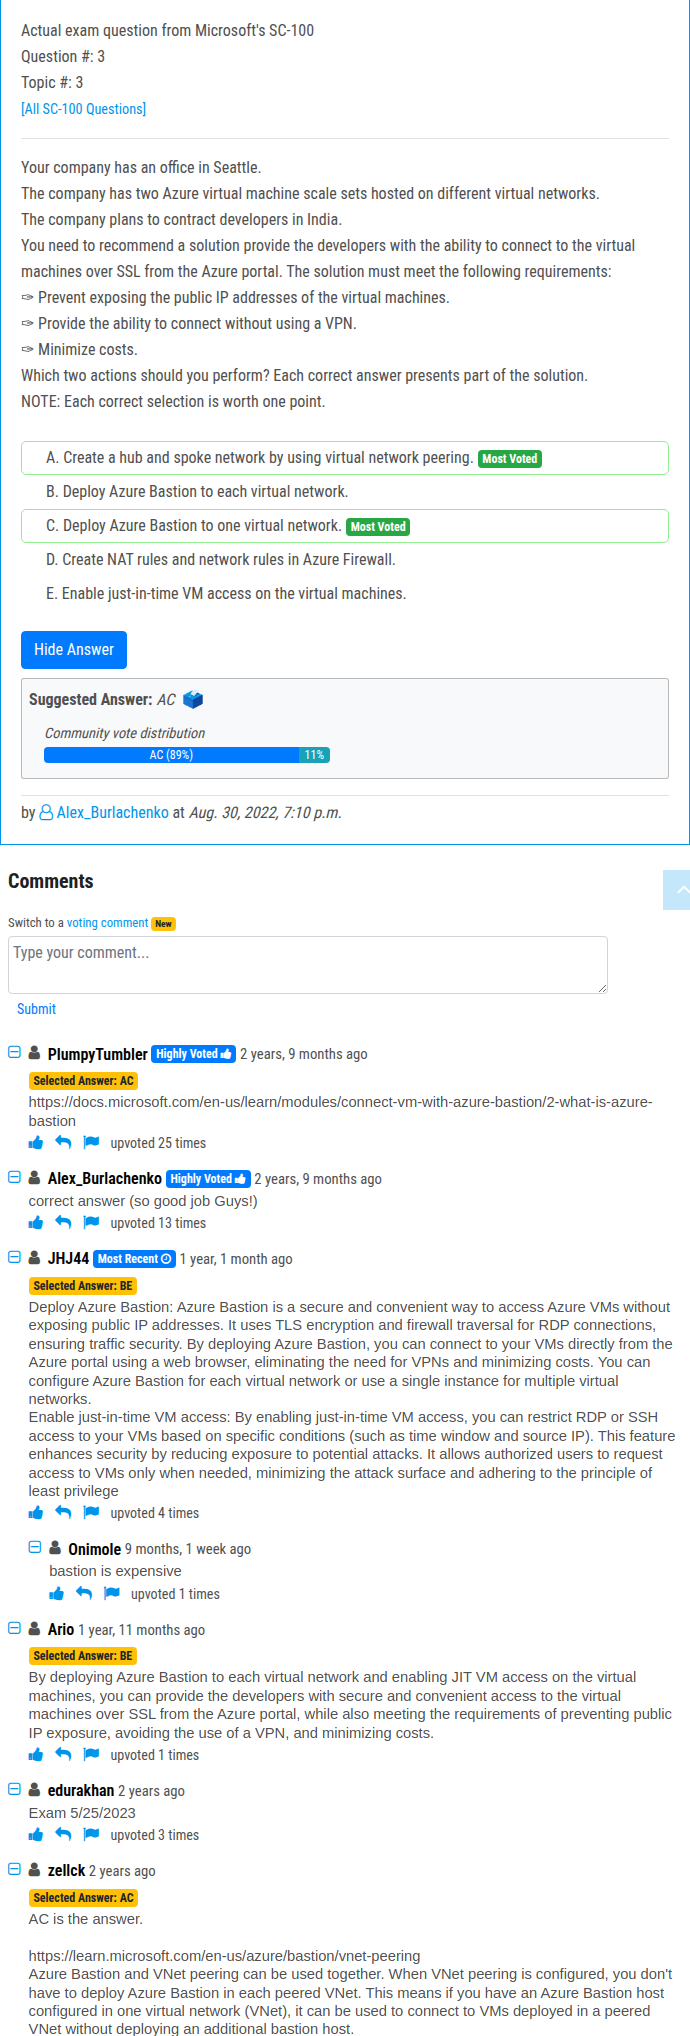 Actual exam question from Microsoft's SC-100
Question #: 3
Topic #: 3
[All SC-100 Questions]
Your company has an office in Seattle.
The company has two Azure virtual machine scale sets hosted on different virtual networks.
The company plans to contract developers in India.
You need to recommend a solution provide the developers with the ability to connect to the virtual
machines over SSL from the Azure portal. The solution must meet the following requirements:
✑ Prevent exposing the public IP addresses of the virtual machines.
✑ Provide the ability to connect without using a VPN.
✑ Minimize costs.
Which two actions should you perform? Each correct answer presents part of the solution.
NOTE: Each correct selection is worth one point.
A. Create a hub and spoke network by using virtual network peering. Most Voted
B. Deploy Azure Bastion to each virtual network.
C. Deploy Azure Bastion to one virtual network. Most Voted
D. Create NAT rules and network rules in Azure Firewall.
E. Enable just-in-time VM access on the virtual machines.
Hide Answer
Suggested Answer: AC
Community vote distribution
AC (89%) 11%
by Alex_Burlachenko at Aug. 30, 2022, 7:10 p.m.
Comments
Switch to a voting comment New
Type your comment...
Submit
PlumpyTumbler Highly Voted 2 years, 9 months ago
Selected Answer: AC
https://docs.microsoft.com/en-us/learn/modules/connect-vm-with-azure-bastion/2-what-is-azure-
bastion
upvoted 25 times
Alex_Burlachenko Highly Voted 2 years, 9 months ago
correct answer (so good job Guys!)
upvoted 13 times
JHJ44 Most Recent 1 year, 1 month ago
Selected Answer: BE
Deploy Azure Bastion: Azure Bastion is a secure and convenient way to access Azure VMs without
exposing public IP addresses. It uses TLS encryption and firewall traversal for RDP connections,
ensuring traffic security. By deploying Azure Bastion, you can connect to your VMs directly from the
Azure portal using a web browser, eliminating the need for VPNs and minimizing costs. You can
configure Azure Bastion for each virtual network or use a single instance for multiple virtual
networks.
Enable just-in-time VM access: By enabling just-in-time VM access, you can restrict RDP or SSH
access to your VMs based on specific conditions (such as time window and source IP). This feature
enhances security by reducing exposure to potential attacks. It allows authorized users to request
access to VMs only when needed, minimizing the attack surface and adhering to the principle of
least privilege
upvoted 4 times
Onimole 9 months, 1 week ago
bastion is expensive
upvoted 1 times
Ario 1 year, 11 months ago
Selected Answer: BE
By deploying Azure Bastion to each virtual network and enabling JIT VM access on the virtual
machines, you can provide the developers with secure and convenient access to the virtual
machines over SSL from the Azure portal, while also meeting the requirements of preventing public
IP exposure, avoiding the use of a VPN, and minimizing costs.
upvoted 1 times
edurakhan 2 years ago
Exam 5/25/2023
upvoted 3 times
zellck 2 years ago
Selected Answer: AC
AC is the answer.
https://learn.microsoft.com/en-us/azure/bastion/vnet-peering
Azure Bastion and VNet peering can be used together. When VNet peering is configured, you don't
have to deploy Azure Bastion in each peered VNet. This means if you have an Azure Bastion host
configured in one virtual network (VNet), it can be used to connect to VMs deployed in a peered
VNet without deploying an additional bastion host.